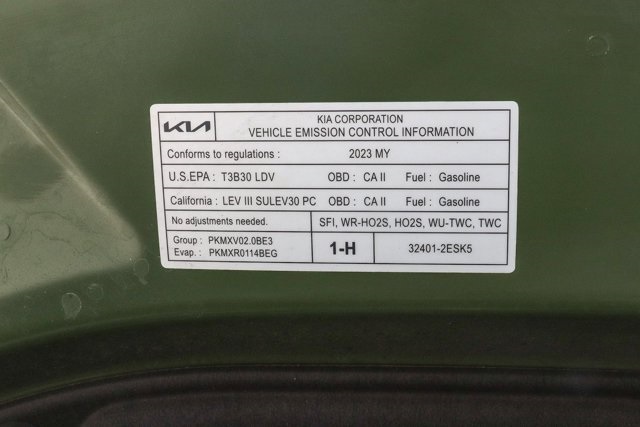 KIA
KIA CORPORATION
VEHICLE EMISSION CONTROL INFORMATION
Conforms to regulations : 2023 MY
U.S.EPA : T3B30 LDV OBD : CA II Fuel : Gasoline
California : LEV III SULEV30 PC OBD : CA II Fuel : Gasoline
No adjustments needed. SFI, WR-HO2S, HO2S, WU-TWC, TWC
Group : PKMXV02.0BE3
Evap. : PKMXR0114BEG
1-H
32401-2ESK5